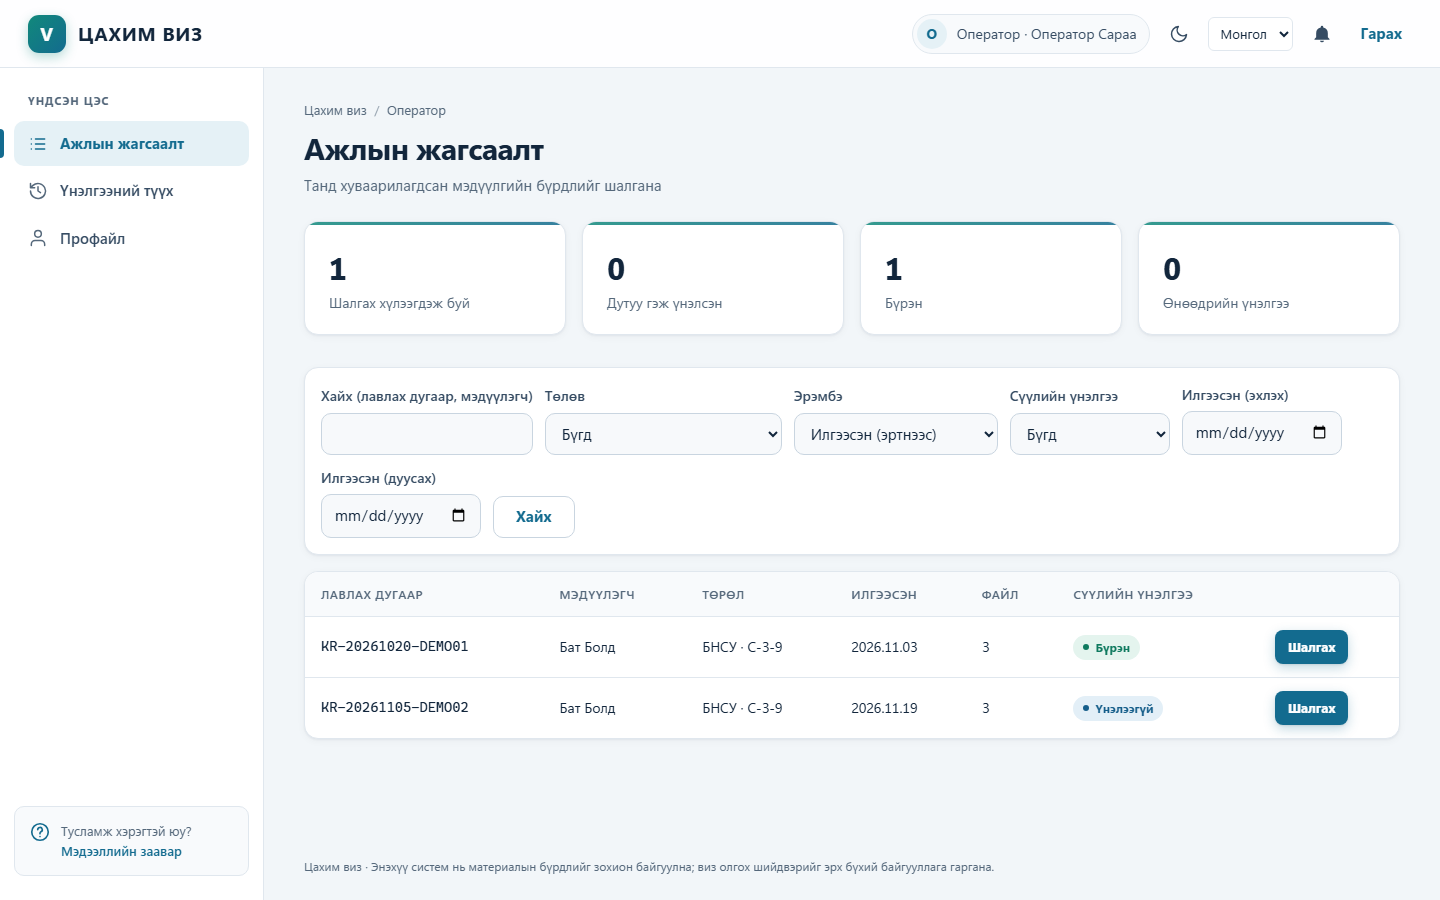 V ЦАХИМ ВИЗ
О Оператор · Оператор Сараа
Монгол
Гарах
ҮНДСЭН ЦЭС
Ажлын жагсаалт
Үнэлгээний түүх
Профайл
Тусламж хэрэгтэй юу?
Мэдээллийн заавар
Цахим виз / Оператор
Ажлын жагсаалт
Танд хуваарилагдсан мэдүүлгийн бүрдлийг шалгана
1
Шалгах хүлээгдэж буй
0
Дутуу гэж үнэлсэн
1
Бүрэн
0
Өнөөдрийн үнэлгээ
Хайх (лавлах дугаар, мэдүүлэгч) Төлөв Эрэмбэ Сүүлийн үнэлгээ Илгээсэн (эхлэх)
Бүгд Илгээсэн (эртнээс) Бүгд mm/dd/yyyy
Илгээсэн (дуусах)
mm/dd/yyyy Хайх
ЛАВЛАХ ДУГААР МЭДҮҮЛЭГЧ ТӨРӨЛ ИЛГЭЭСЭН ФАЙЛ СҮҮЛИЙН ҮНЭЛГЭЭ
KR-20261020-DEMO01 Бат Болд БНСУ · C-3-9 2026.11.03 3 Бүрэн Шалгах
KR-20261105-DEMO02 Бат Болд БНСУ · C-3-9 2026.11.19 3 Үнэлээгүй Шалгах
Цахим виз · Энэхүү систем нь материалын бүрдлийг зохион байгуулна; виз олгох шийдвэрийг эрх бүхий байгууллага гаргана.